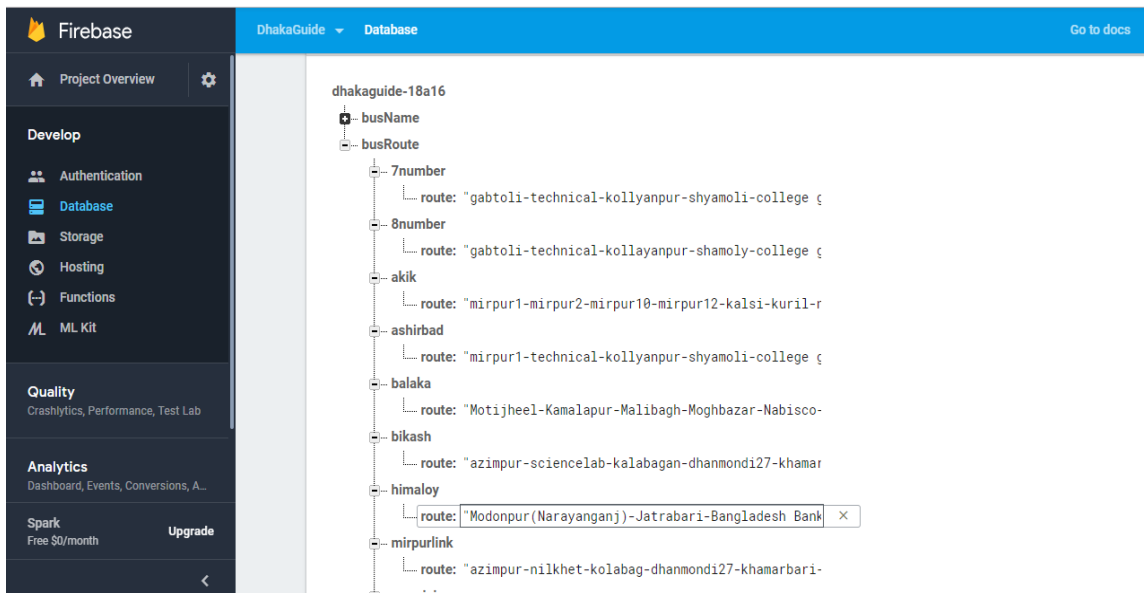 Firebase
DhakaGuide Database Go to docs
Project Overview
Develop
Authentication
Database
Storage
Hosting
Functions
ML Kit
Quality
Crashlytics, Performance, Test Lab
Analytics
Dashboard, Events, Conversions, A...
Spark
Free $0/month
Upgrade
dhakaguide-18a16
busName
busRoute
7number
route: "gabtoli-technical-kollyanpur-shyamoli-college
8number
route: "gabtoli-technical-kollayanpur-shamoly-college
akik
route: "mirpur1-mirpur2-mirpur10-mirpur12-kalsi-kuril-
ashirbad
route: "mirpur1-technical-kollyanpur-shyamoli-college
balaka
route: "Motijheel-Kamalapur-Malibagh-Moghbazar-Nabisco-
bikash
route: "azimpur-sciencelab-kalabagan-dhanmondi27-khamar
himaloy
route: "Modonpur(Narayanganj)-Jatrabari-Bangladesh Bank
mirpurlink
route: "azimpur-nilkhet-kolabag-dhanmondi27-khamarbari-